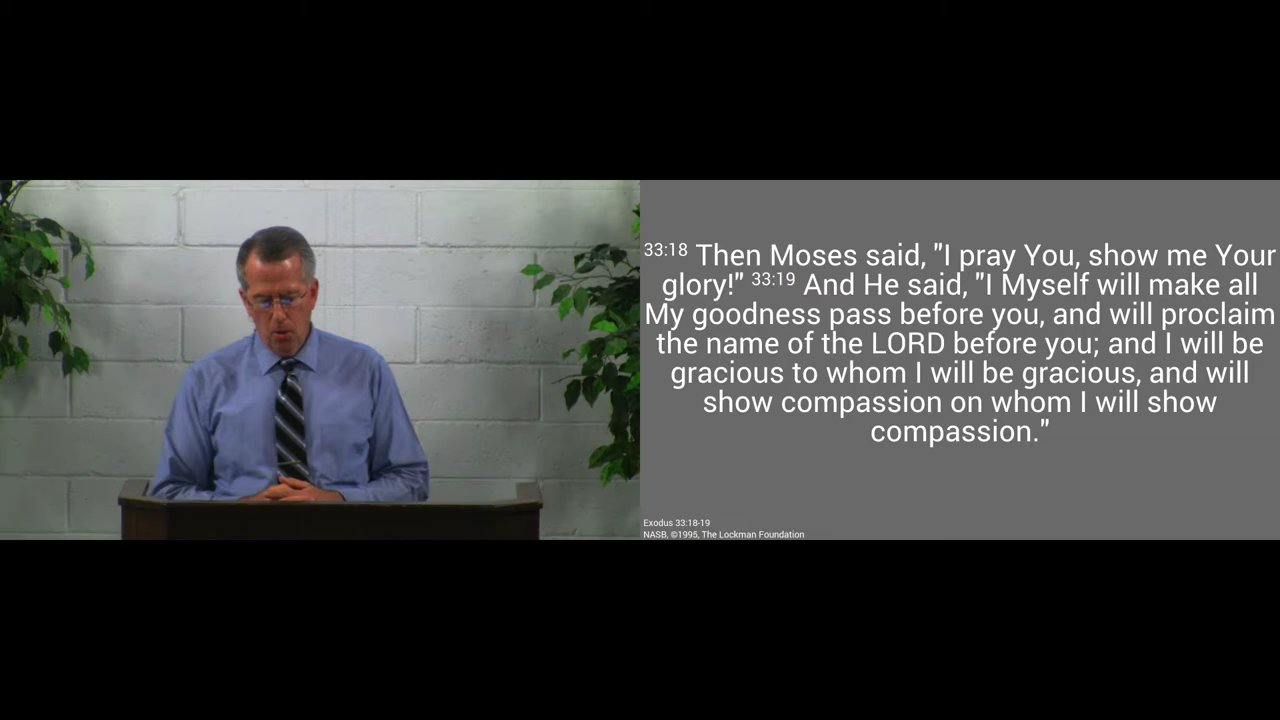 33:18 Then Moses said, "I pray You, show me Your
glory!" 33:19 And He said, "I Myself will make all
My goodness pass before you, and will proclaim
the name of the LORD before you; and I will be
gracious to whom I will be gracious, and will
show compassion on whom I will show
compassion."
Exodus 33:18-19
NASB, ©1995, The Lockman Foundation